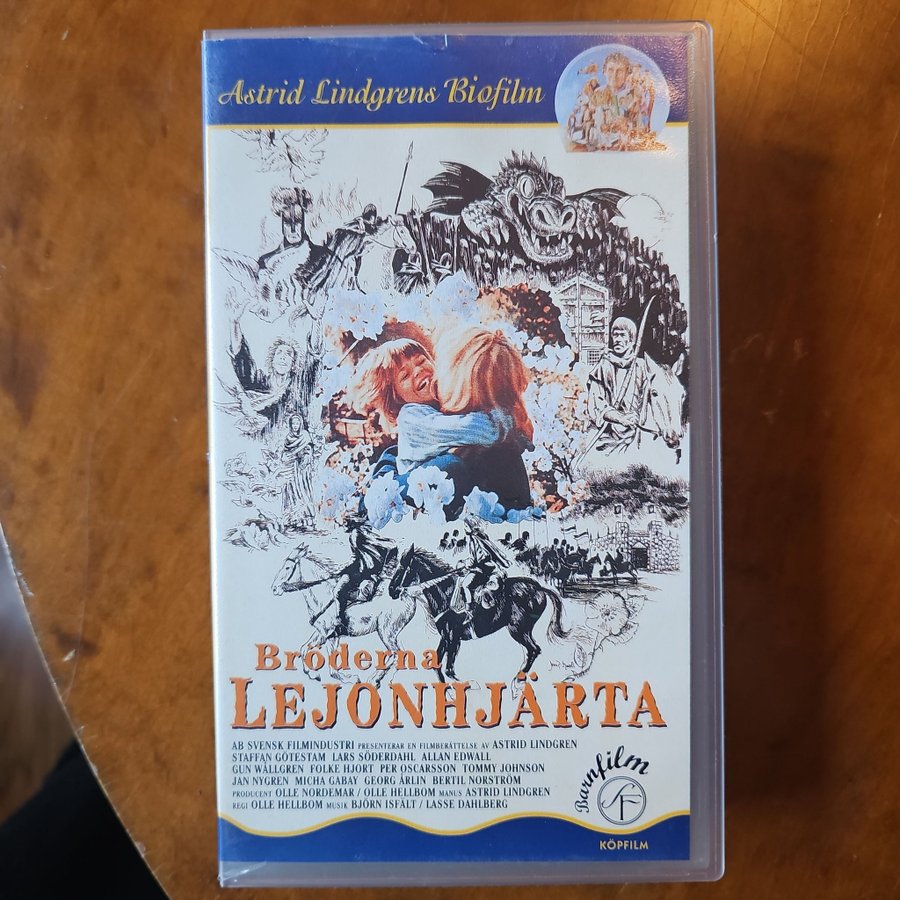 Astrid Lindgrens Biofilm
Bröderna
LEJONHJÄRTA
AB SVENSK FILMINDUSTRI PRESENTERAR EN FILMBERÄTTELSE AV ASTRID LINDGREN
STAFFAN GÖTESTAM LARS SÖDERDAHL ALLAN EDWALL
GUN WÅLLGREN FOLKE HJORT PER OSCARSSON TOMMY JOHNSON
JAN NYGREN MICHA GABAY GEORG ÅRLIN BERTIL NORSTRÖM
PRODUCENT OLLE NORDEMAR / OLLE HELLBOM MANUS ASTRID LINDGREN
REGI OLLE HELLBOM MUSIK BJÖRN ISFÄLT / LASSE DAHLBERG
Barnfilm
SF
KÖPFILM